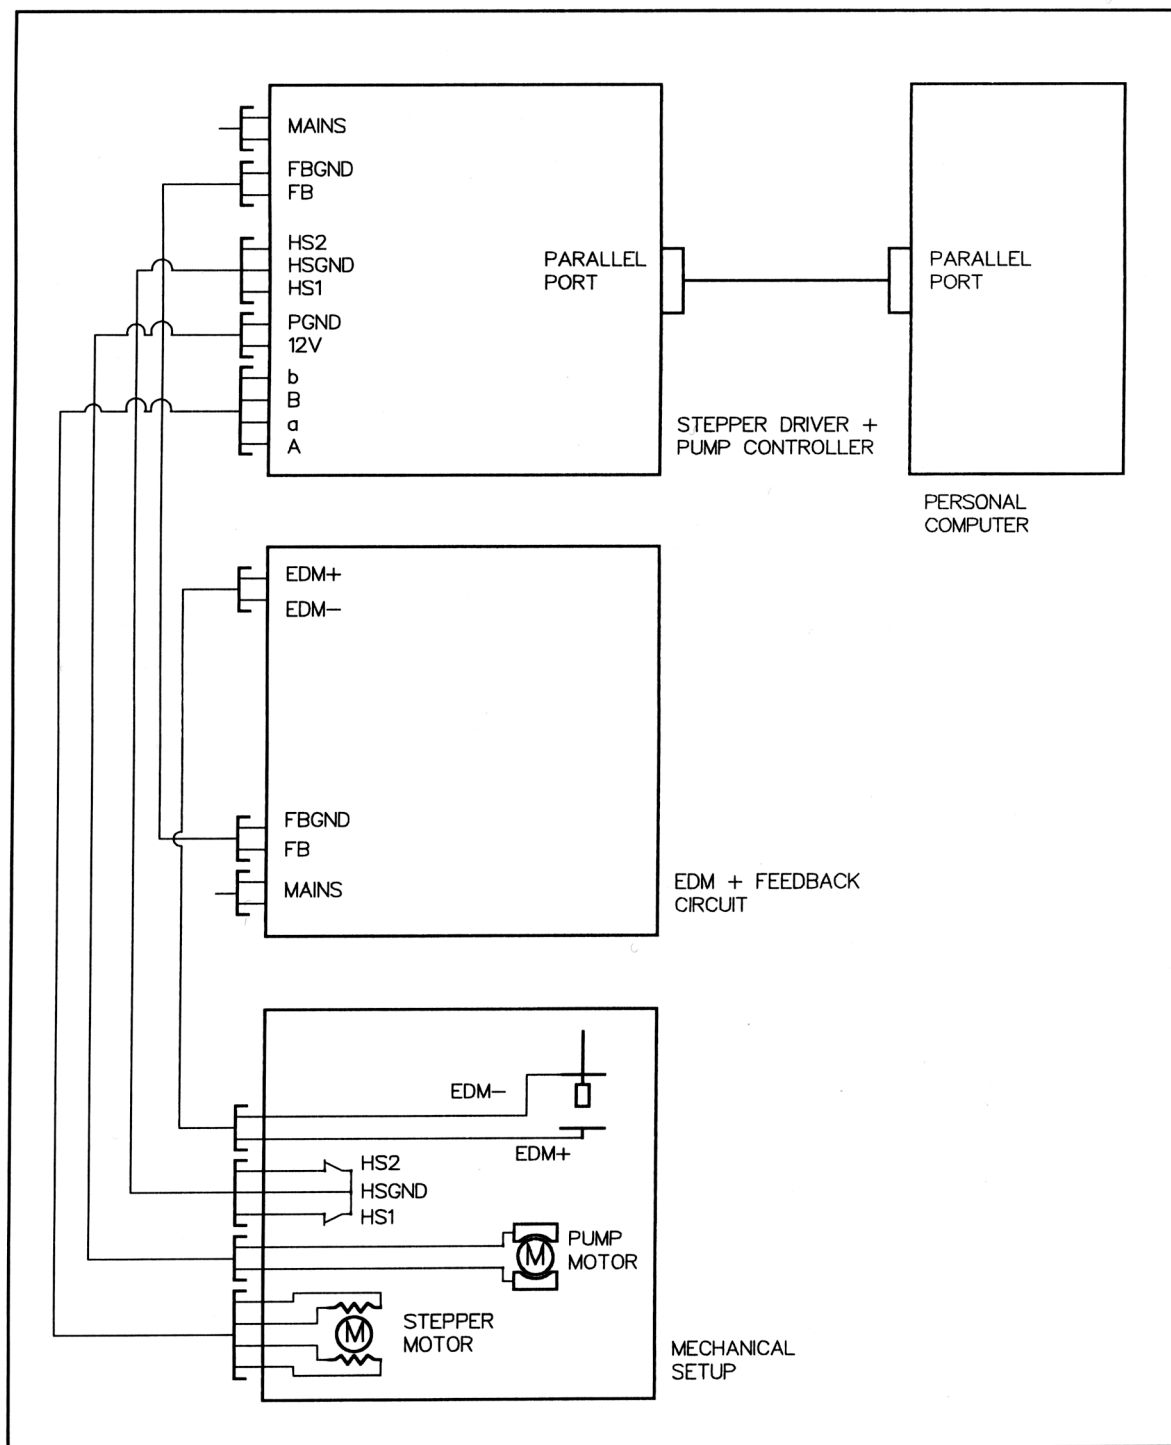 MAINS
FBGND
FB
HS2
HSGND
HS1
PGND
12V
b
B
a
A
PARALLEL
PORT
PARALLEL
PORT
STEPPER DRIVER +
PUMP CONTROLLER
PERSONAL
COMPUTER
EDM+
EDM-
FBGND
FB
MAINS
EDM + FEEDBACK
CIRCUIT
EDM-
EDM+
HS2
HSGND
HS1
M
PUMP
MOTOR
M
STEPPER
MOTOR
MECHANICAL
SETUP